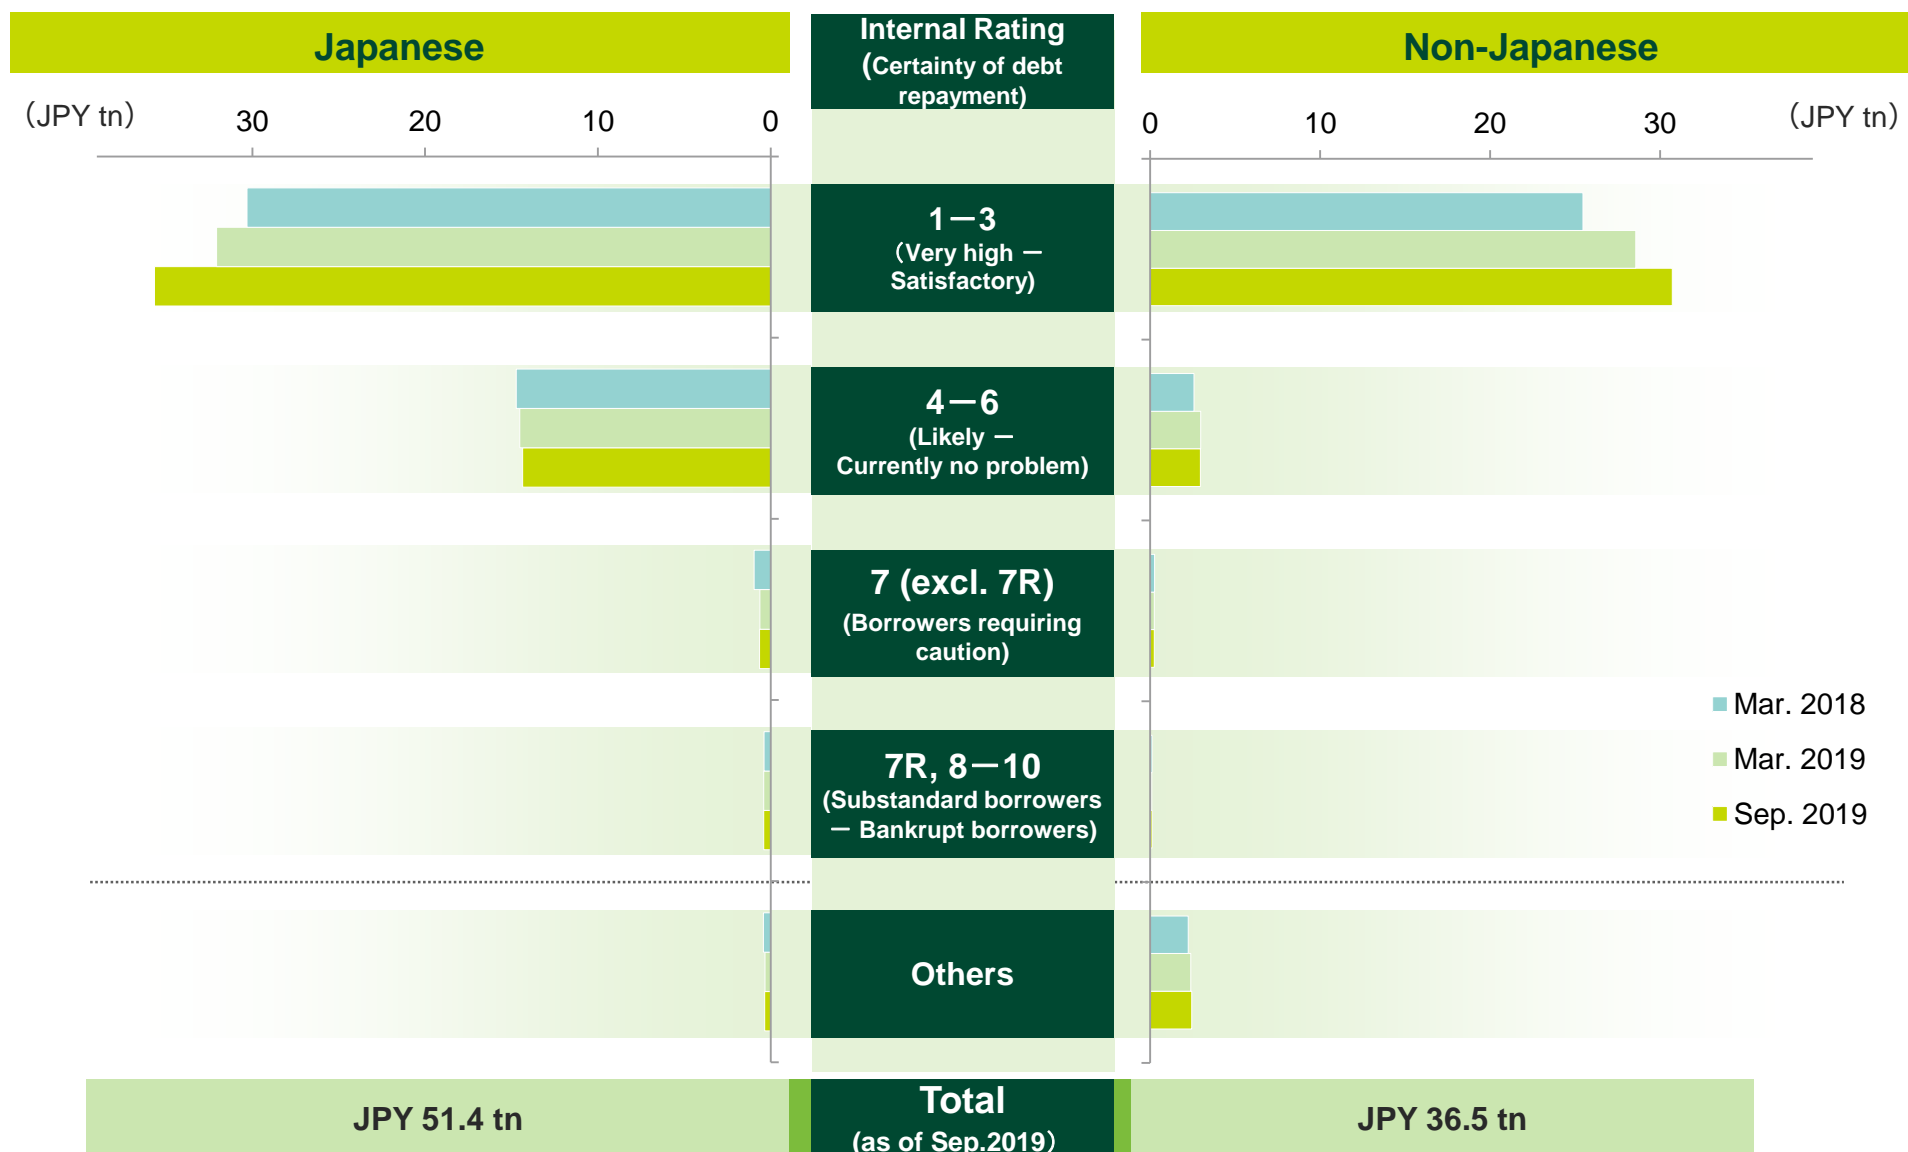 Japanese
Internal Rating
(Certainty of debt
repayment)
Non-Japanese
（JPY tn）
30
20
10
0
0
10
20
30
（JPY tn）
1－3
（Very high －
Satisfactory)
4－6
(Likely －
Currently no problem)
7 (excl. 7R)
(Borrowers requiring
caution)
7R, 8－10
(Substandard borrowers
－ Bankrupt borrowers)
Others
Mar. 2018
Mar. 2019
Sep. 2019
JPY 51.4 tn
Total
(as of Sep.2019）
JPY 36.5 tn